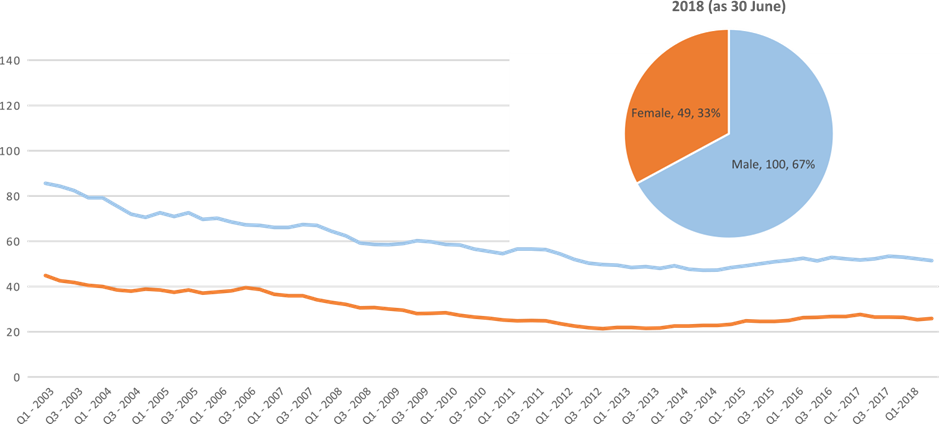 2018 (as 30 June)
140
120
100
80
60
40
20
0
Female, 49, 33%
Male, 100, 67%
Q1 - 2003
Q3 - 2003
Q1 - 2004
Q3 - 2004
Q1 - 2005
Q3 - 2005
Q1 - 2006
Q3 - 2006
Q1 - 2007
Q3 - 2007
Q1 - 2008
Q3 - 2008
Q1 - 2009
Q3 - 2009
Q1 - 2010
Q3 - 2010
Q1 - 2011
Q3 - 2011
Q1 - 2012
Q3 - 2012
Q1 - 2013
Q3 - 2013
Q1 - 2014
Q3 - 2014
Q1 - 2015
Q3 - 2015
Q1 - 2016
Q3 - 2016
Q1 - 2017
Q3 - 2017
Q1-2018